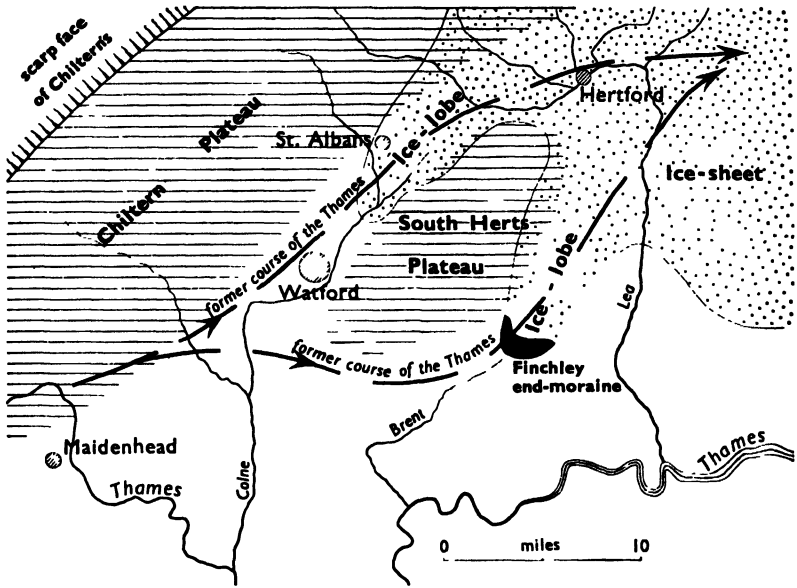 scarp face
of Chilterns
Chiltern Plateau
St. Albans
Ice-lobe
Hertford
Ice-sheet
South Herts
Plateau
former course of the Thames
Watford
Ice-lobe
Lea
former course of the Thames
Finchley
end-moraine
Brent
Maidenhead
Thames
Colne
Thames
0 miles 10